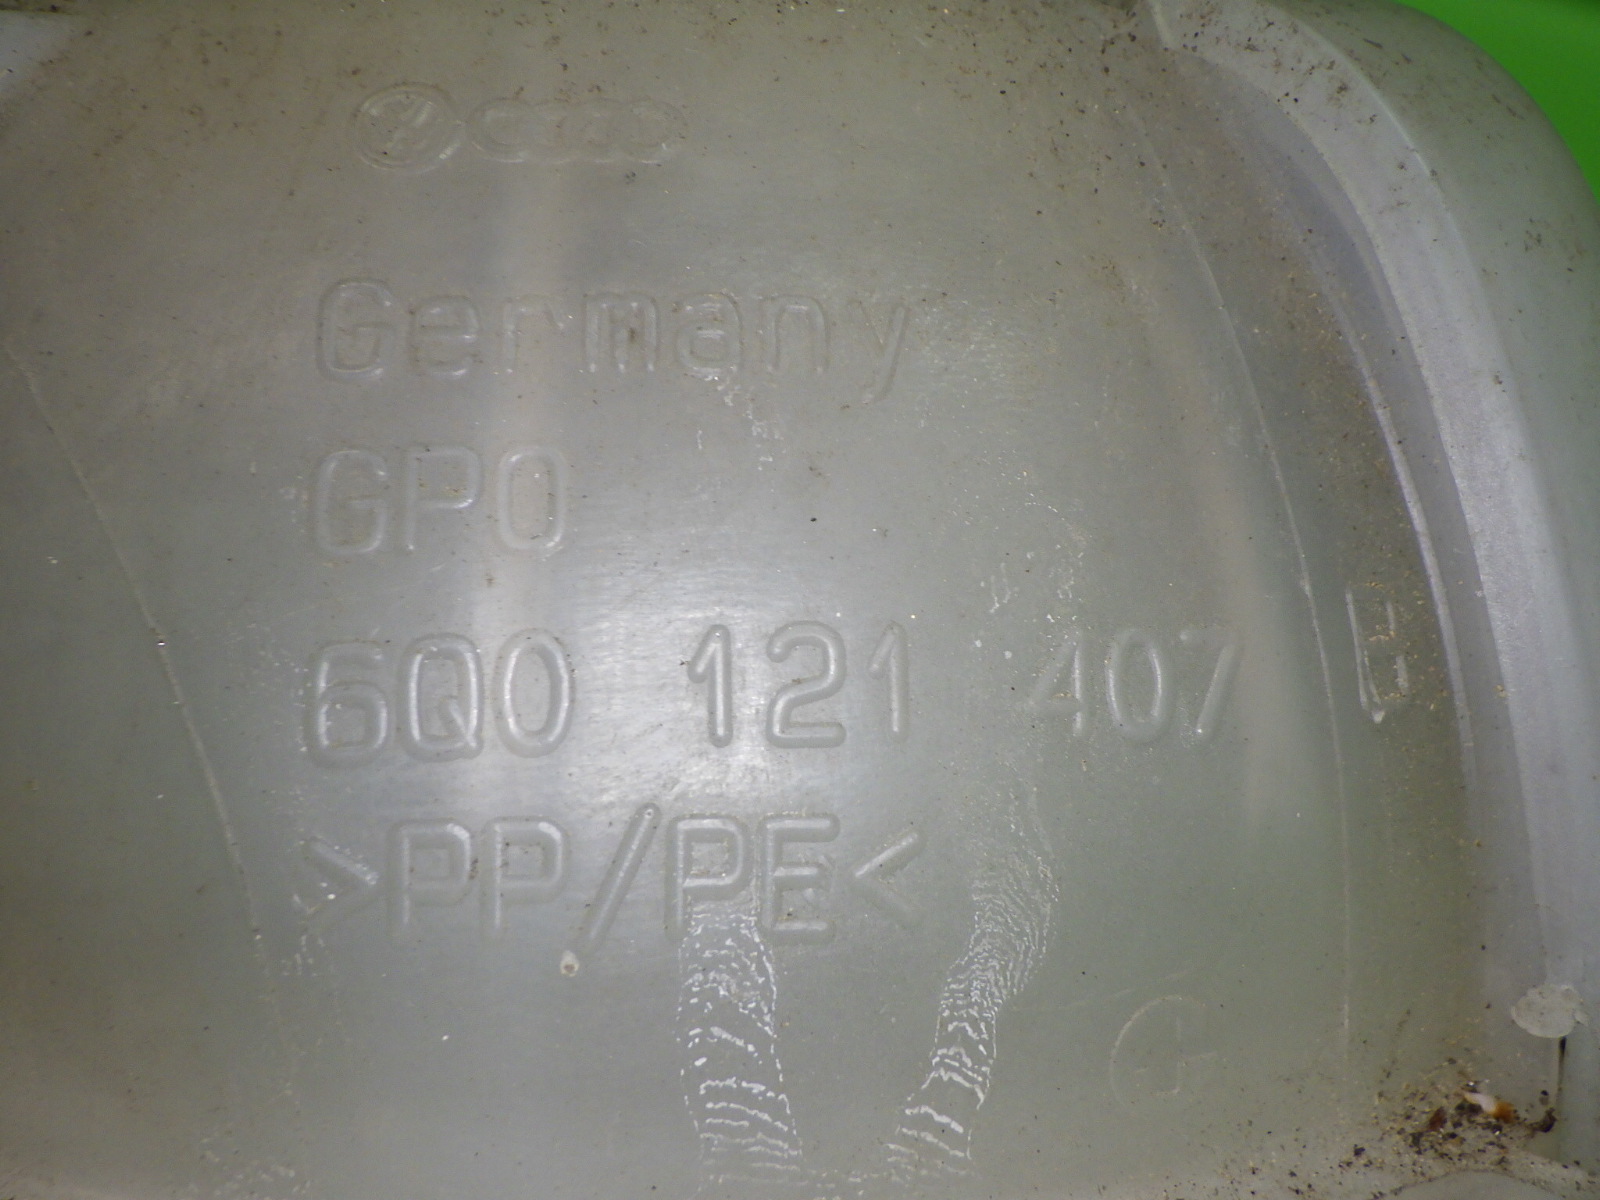 Germany
GPO
6Q0 121 407
>PP/PE<